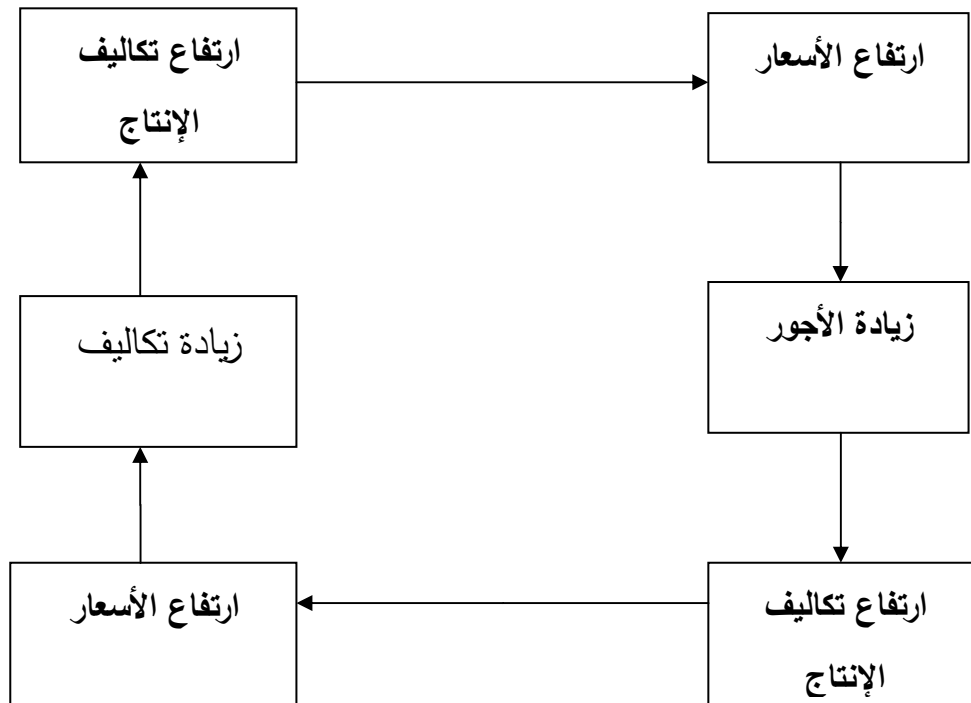 ارتفاع الأسعار
ارتفاع تكاليف
الإنتاج
زيادة الأجور
زيادة تكاليف
ارتفاع تكاليف
الإنتاج
ارتفاع الأسعار